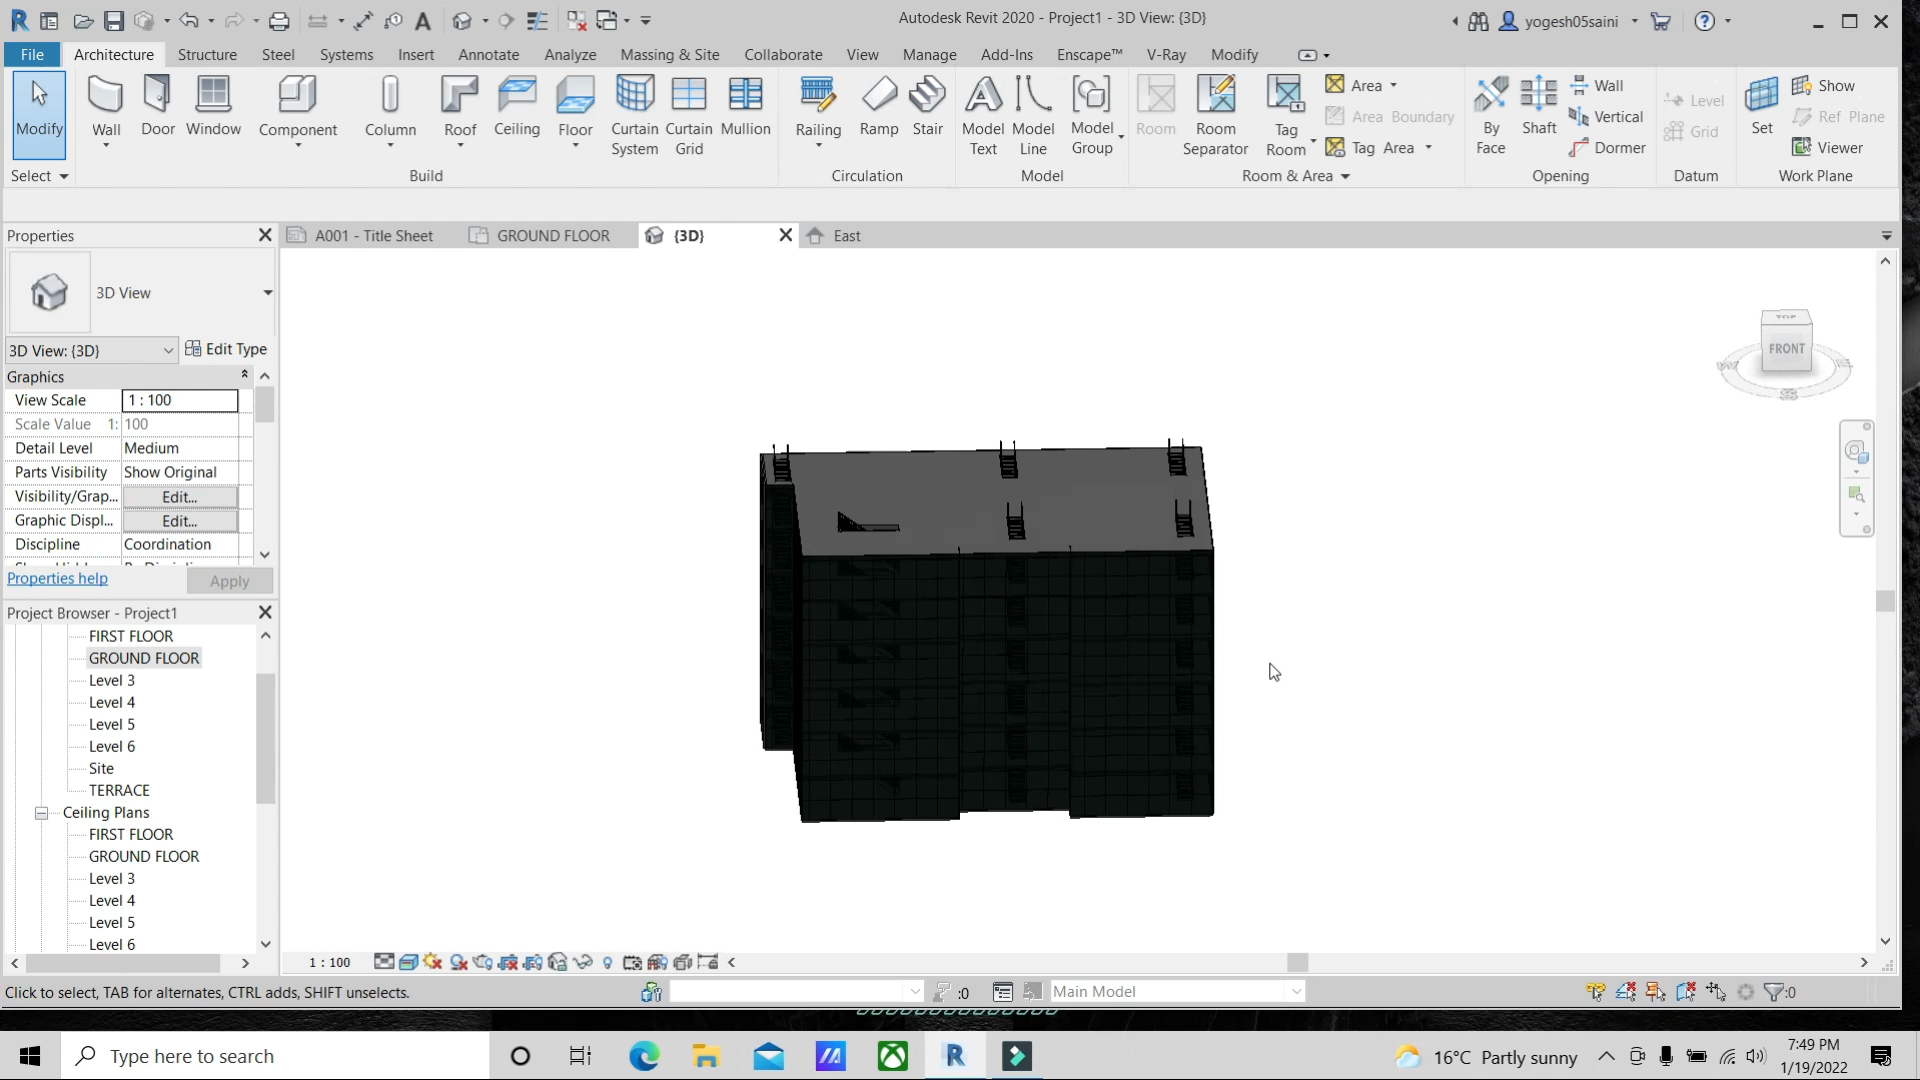 Autodesk Revit 2020 - Project1 - 3D View: {3D}
yogesh05saini
File
Architecture
Structure
Steel
Systems
Insert
Annotate
Analyze
Massing & Site
Collaborate
View
Manage
Add-Ins
Enscape™
V-Ray
Modify
Modify
Wall
Door
Window
Component
Column
Roof
Ceiling
Floor
Curtain System
Curtain Grid
Mullion
Railing
Ramp
Stair
Model Text
Model Line
Model Group
Room
Room Separator
Tag Room
Area
Area Boundary
Tag Area
By Face
Shaft
Wall
Vertical
Dormer
Level
Grid
Set
Show
Ref Plane
Viewer
Select
Build
Circulation
Model
Room & Area
Opening
Datum
Work Plane
Properties
A001 - Title Sheet
GROUND FLOOR
{3D}
East
3D View
3D View: {3D}
Edit Type
Graphics
View Scale
1 : 100
Scale Value 1:
100
Detail Level
Medium
Parts Visibility
Show Original
Visibility/Grap...
Edit...
Graphic Displ...
Edit...
Discipline
Coordination
Properties help
Apply
Project Browser - Project1
FIRST FLOOR
GROUND FLOOR
Level 3
Level 4
Level 5
Level 6
Site
TERRACE
Ceiling Plans
FIRST FLOOR
GROUND FLOOR
Level 3
Level 4
Level 5
Level 6
TOP
FRONT
1 : 100
Click to select, TAB for alternates, CTRL adds, SHIFT unselects.
:0
Main Model
:0
Type here to search
16°C Partly sunny
7:49 PM
1/19/2022